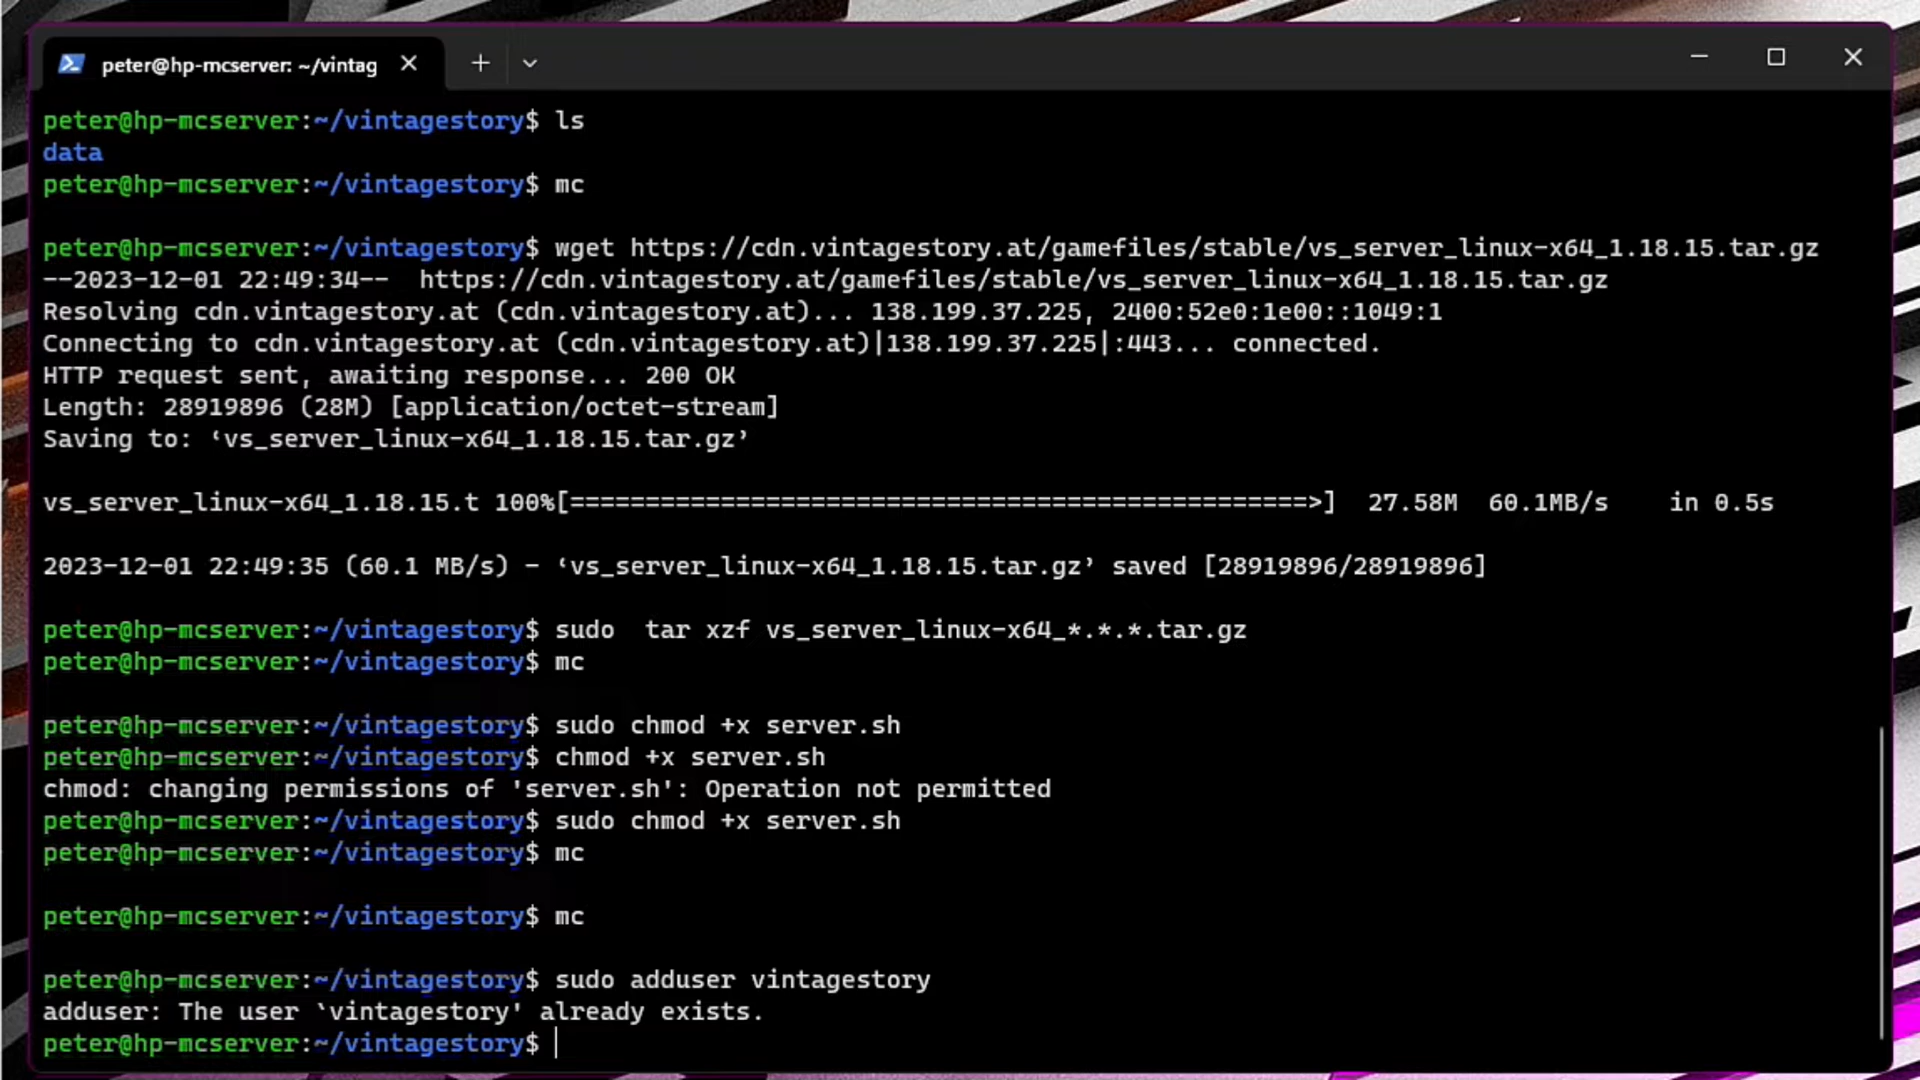 peter@hp-mcserver: ~/vintag
peter@hp-mcserver:~/vintagestory$ ls
data
peter@hp-mcserver:~/vintagestory$ mc
peter@hp-mcserver:~/vintagestory$ wget https://cdn.vintagestory.at/gamefiles/stable/vs_server_linux-x64_1.18.15.tar.gz
--2023-12-01 22:49:34--  https://cdn.vintagestory.at/gamefiles/stable/vs_server_linux-x64_1.18.15.tar.gz
Resolving cdn.vintagestory.at (cdn.vintagestory.at)... 138.199.37.225, 2400:52e0:1e00::1049:1
Connecting to cdn.vintagestory.at (cdn.vintagestory.at)|138.199.37.225|:443... connected.
HTTP request sent, awaiting response... 200 OK
Length: 28919896 (28M) [application/octet-stream]
Saving to: ‘vs_server_linux-x64_1.18.15.tar.gz’
vs_server_linux-x64_1.18.15.t 100%[=================================================>]  27.58M  60.1MB/s    in 0.5s
2023-12-01 22:49:35 (60.1 MB/s) - ‘vs_server_linux-x64_1.18.15.tar.gz’ saved [28919896/28919896]
peter@hp-mcserver:~/vintagestory$ sudo  tar xzf vs_server_linux-x64_*.*.*.tar.gz
peter@hp-mcserver:~/vintagestory$ mc
peter@hp-mcserver:~/vintagestory$ sudo chmod +x server.sh
peter@hp-mcserver:~/vintagestory$ chmod +x server.sh
chmod: changing permissions of 'server.sh': Operation not permitted
peter@hp-mcserver:~/vintagestory$ sudo chmod +x server.sh
peter@hp-mcserver:~/vintagestory$ mc
peter@hp-mcserver:~/vintagestory$ mc
peter@hp-mcserver:~/vintagestory$ sudo adduser vintagestory
adduser: The user `vintagestory' already exists.
peter@hp-mcserver:~/vintagestory$